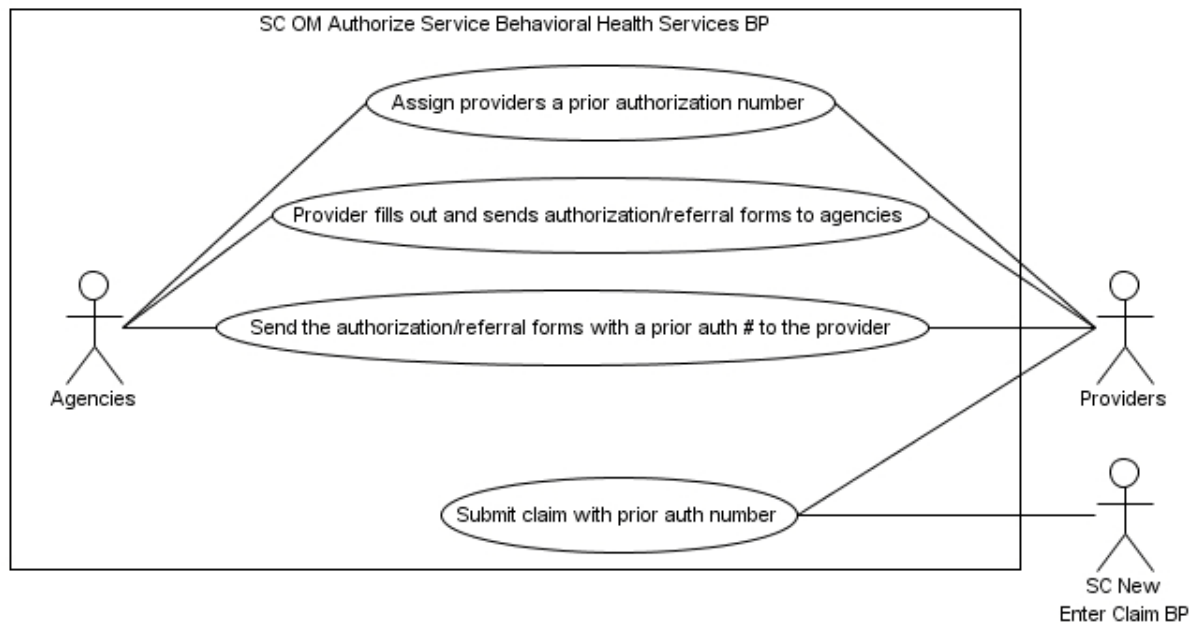 SC OM Authorize Service Behavioral Health Services BP
Assign providers a prior authorization number
Provider fills out and sends authorization/referral forms to agencies
Send the authorization/referral forms with a prior auth # to the provider
Agencies
Providers
Submit claim with prior auth number
SC New
Enter Claim BP